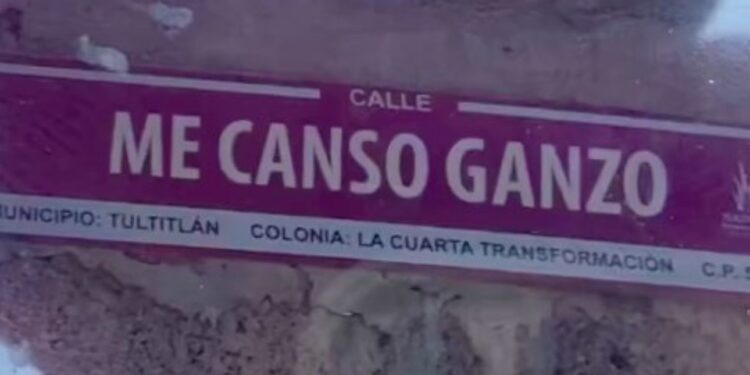 CALLE
ME CANSO GANZO
MUNICIPIO: TULTITLÁN COLONIA: LA CUARTA TRANSFORMACIÓN C.P.